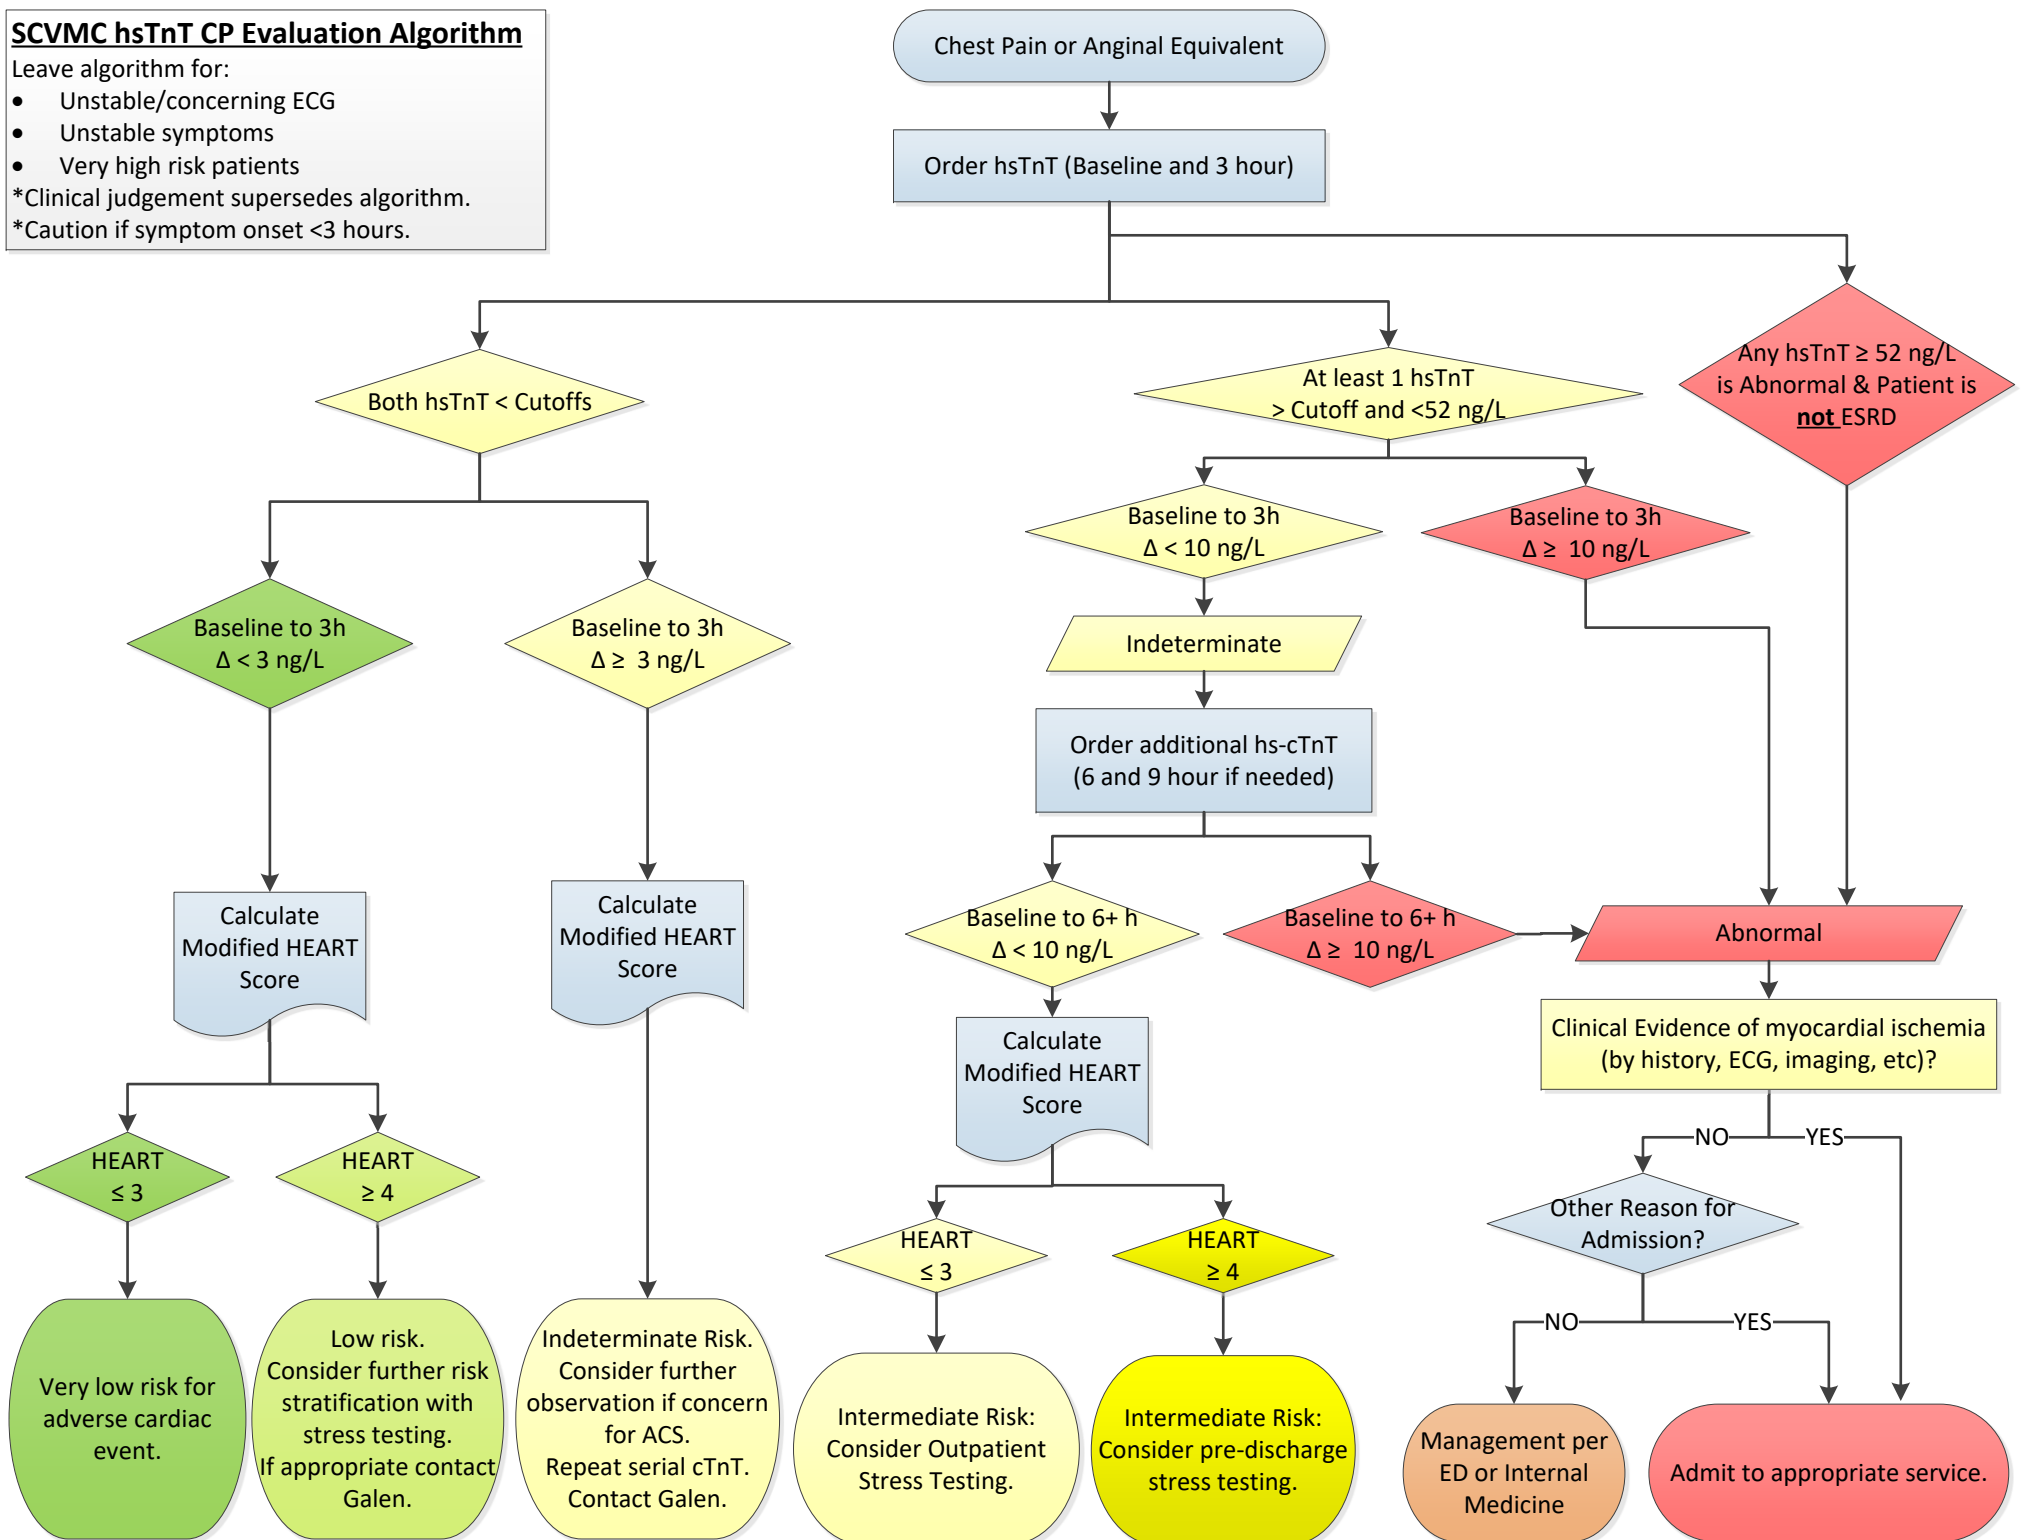 SCVMC hsTnT CP Evaluation Algorithm
Leave algorithm for:
• Unstable/concerning ECG
• Unstable symptoms
• Very high risk patients
*Clinical judgement supersedes algorithm.
*Caution if symptom onset <3 hours.
Chest Pain or Anginal Equivalent
Order hsTnT (Baseline and 3 hour)
Both hsTnT < Cutoffs
At least 1 hsTnT
> Cutoff and <52 ng/L
Any hsTnT ≥ 52 ng/L
is Abnormal & Patient is
not ESRD
Baseline to 3h
Δ < 3 ng/L
Baseline to 3h
Δ ≥ 3 ng/L
Baseline to 3h
Δ < 10 ng/L
Baseline to 3h
Δ ≥ 10 ng/L
Indeterminate
Order additional hs-cTnT
(6 and 9 hour if needed)
Calculate
Modified HEART
Score
Calculate
Modified HEART
Score
Baseline to 6+ h
Δ < 10 ng/L
Baseline to 6+ h
Δ ≥ 10 ng/L
Abnormal
Calculate
Modified HEART
Score
Clinical Evidence of myocardial ischemia
(by history, ECG, imaging, etc)?
NO
YES
HEART
≤ 3
HEART
≥ 4
HEART
≤ 3
HEART
≥ 4
Other Reason for
Admission?
NO
YES
Very low risk for
adverse cardiac
event.
Low risk.
Consider further risk
stratification with
stress testing.
If appropriate contact
Galen.
Indeterminate Risk.
Consider further
observation if concern
for ACS.
Repeat serial cTnT.
Contact Galen.
Intermediate Risk:
Consider Outpatient
Stress Testing.
Intermediate Risk:
Consider pre-discharge
stress testing.
Management per
ED or Internal
Medicine
Admit to appropriate service.